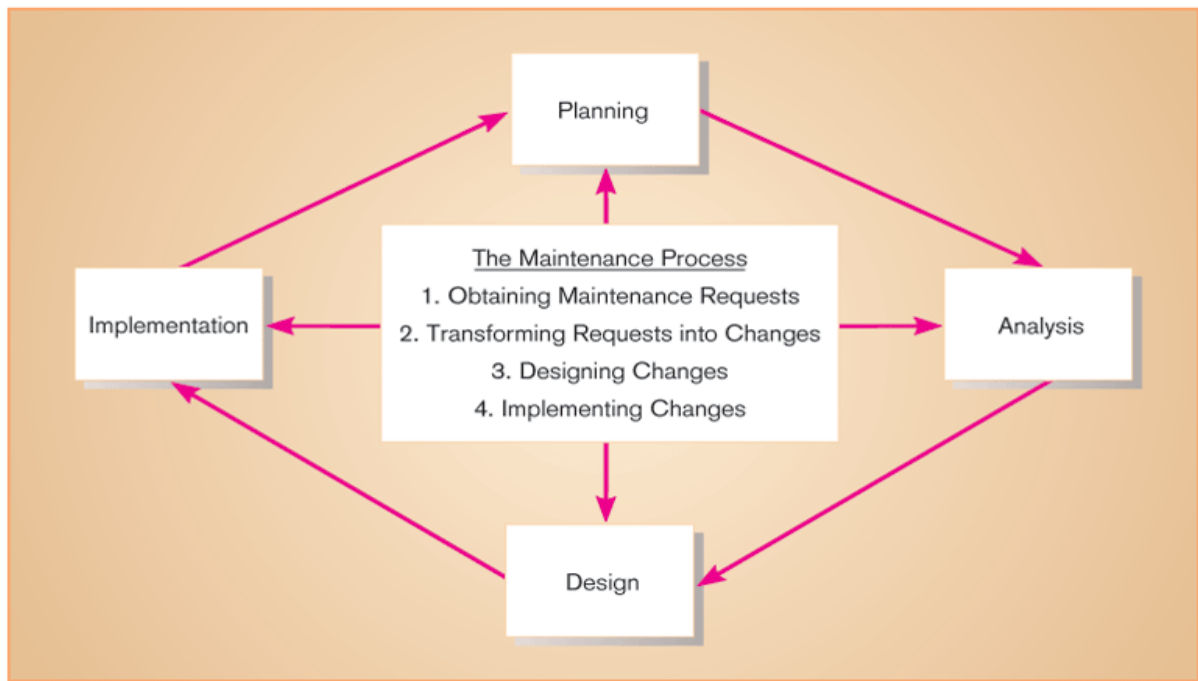 Planning
The Maintenance Process
1. Obtaining Maintenance Requests
Implementation
2. Transforming Requests into Changes
Analysis
3. Designing Changes
4. Implementing Changes
Design